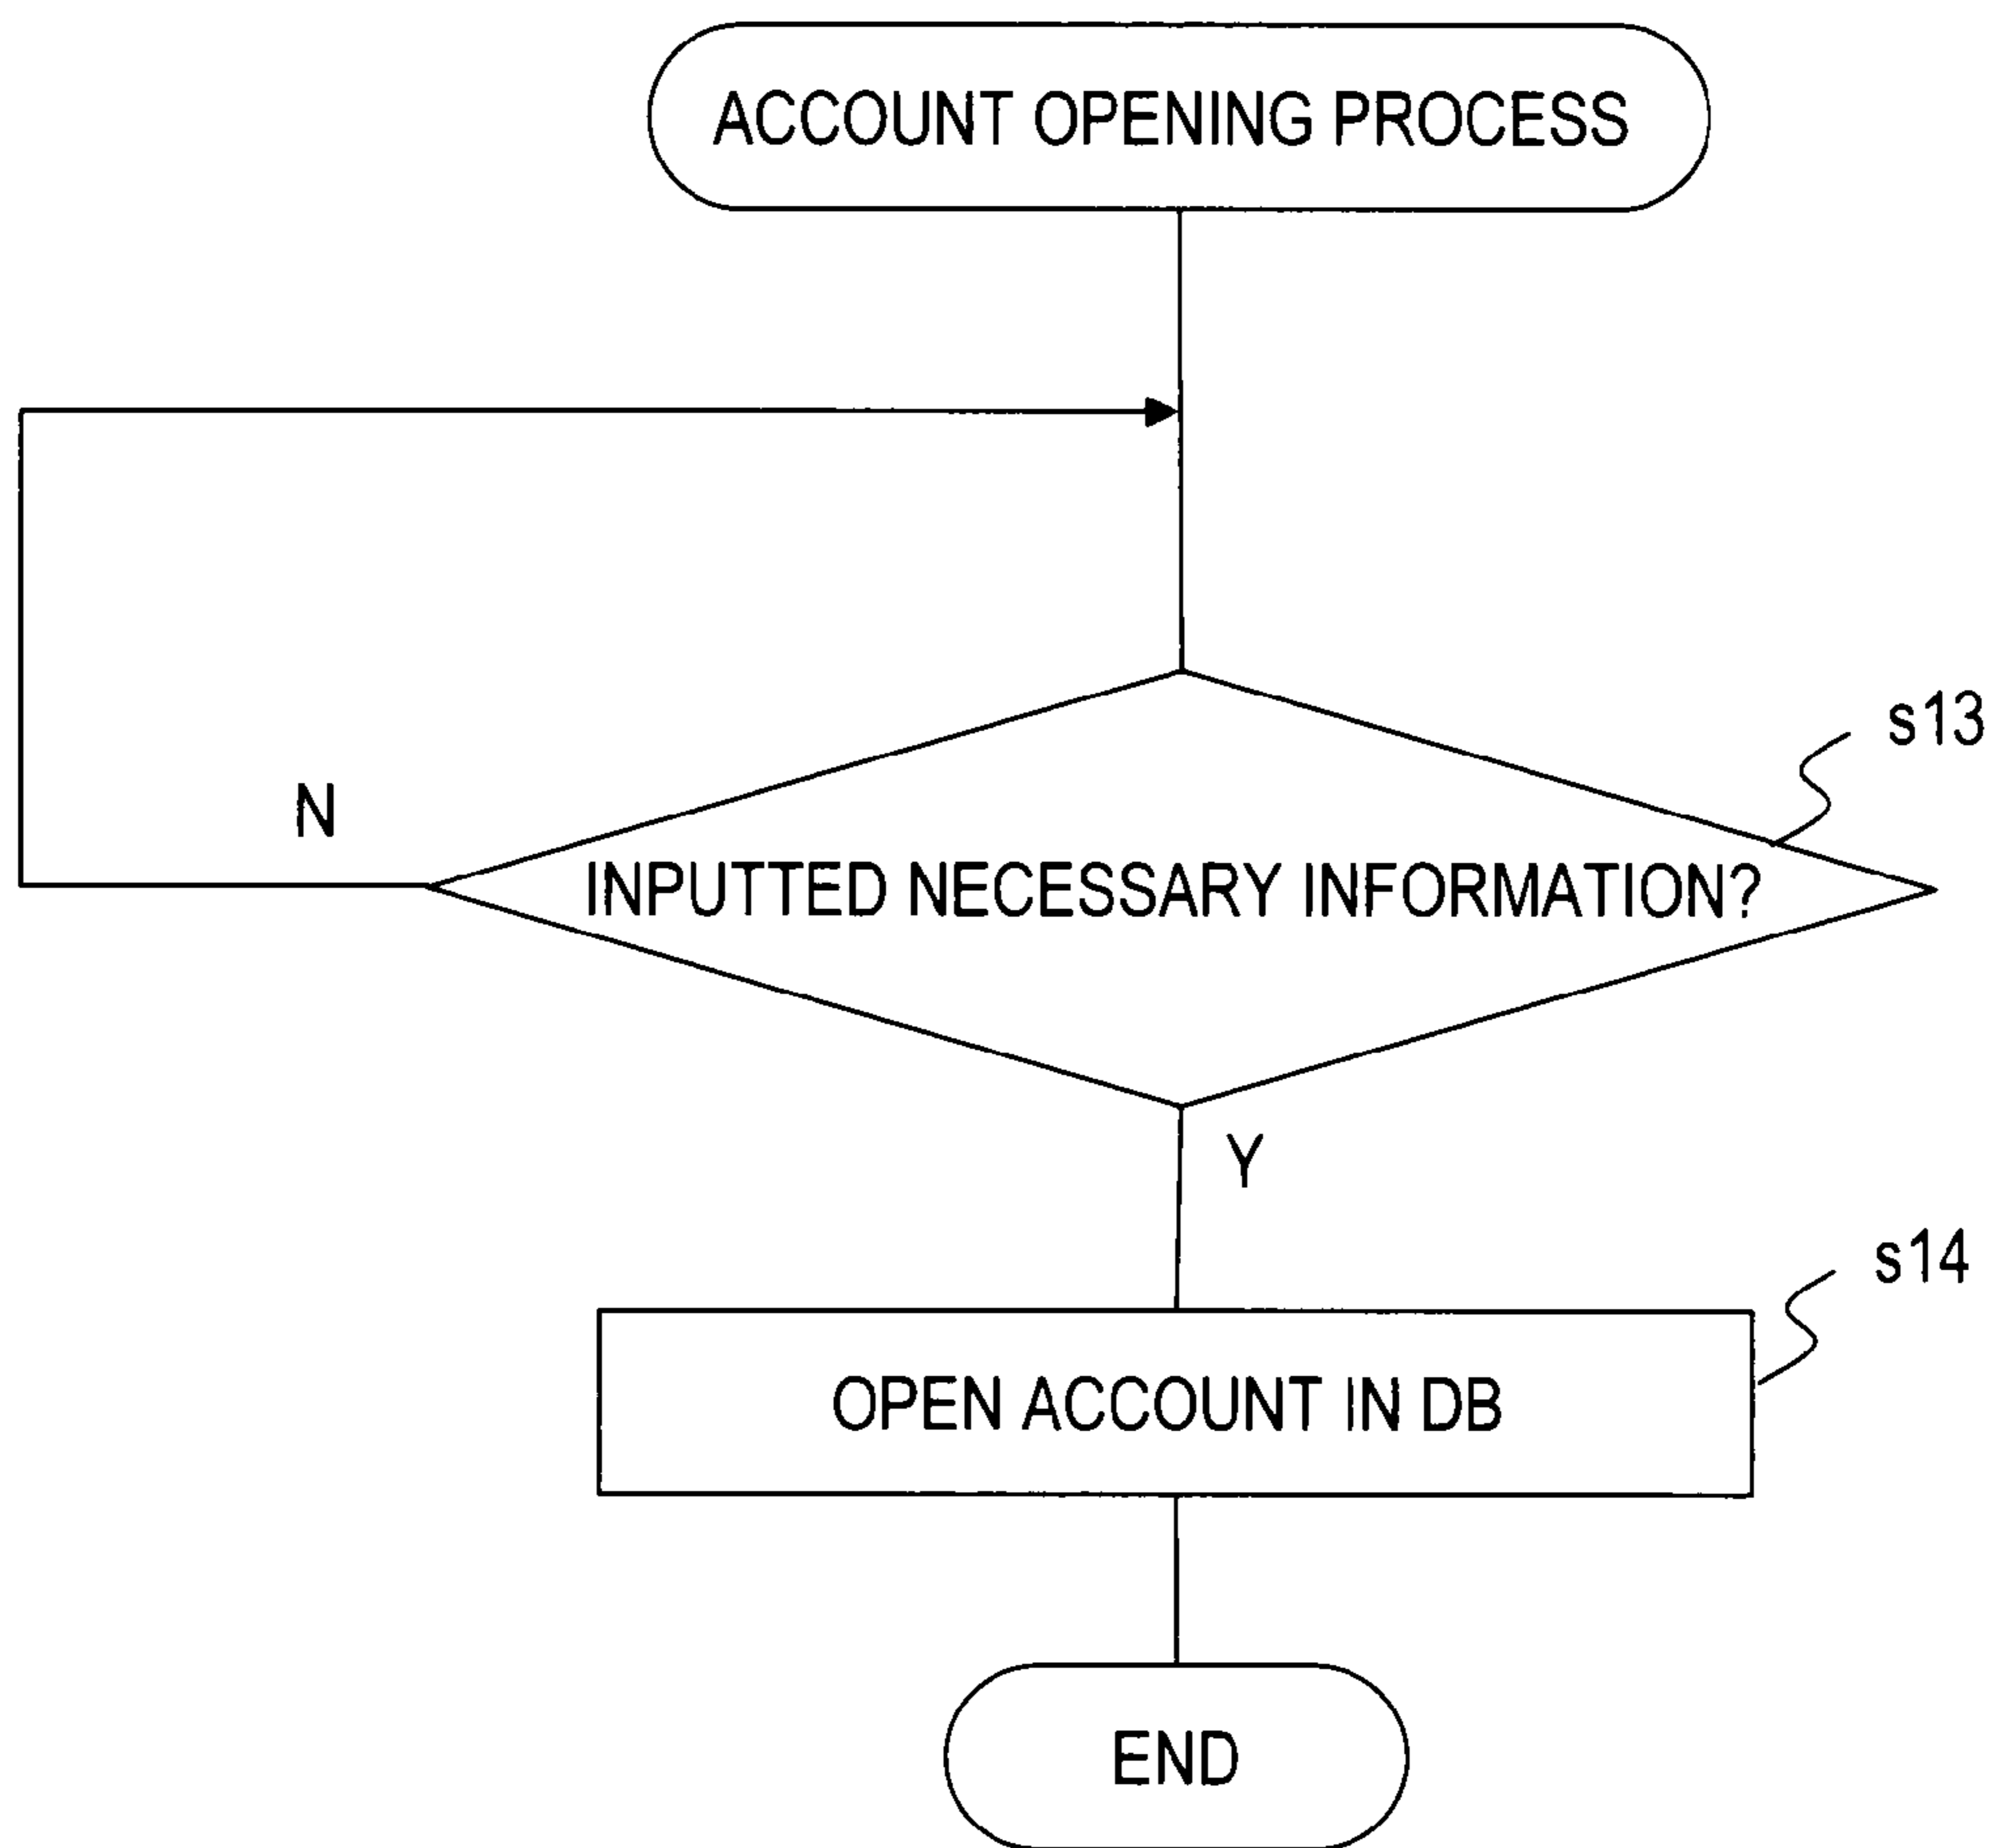 ACCOUNT OPENING PROCESS
s13
N
INPUTTED NECESSARY INFORMATION?
Y
s14
OPEN ACCOUNT IN DB
END